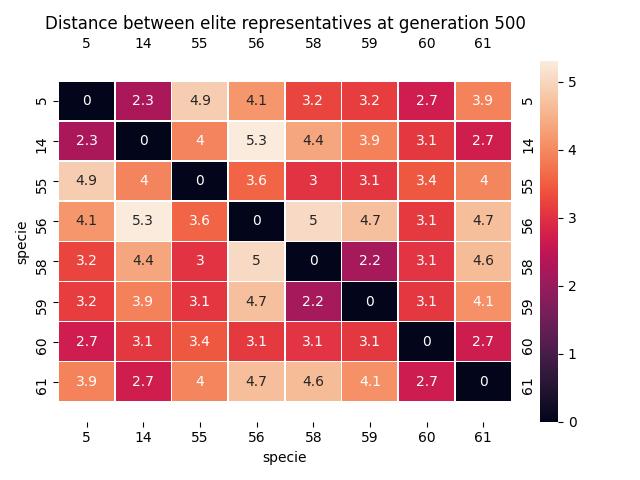 Distance between elite representatives at generation 500
5 14 55 56 58 59 60 61
5 0 2.3 4.9 4.1 3.2 3.2 2.7 3.9 5
14 2.3 0 4 5.3 4.4 3.9 3.1 2.7 14
55 4.9 4 0 3.6 3 3.1 3.4 4 55
56 4.1 5.3 3.6 0 5 4.7 3.1 4.7 56
58 3.2 4.4 3 5 0 2.2 3.1 4.6 58
59 3.2 3.9 3.1 4.7 2.2 0 3.1 4.1 59
60 2.7 3.1 3.4 3.1 3.1 3.1 0 2.7 60
61 3.9 2.7 4 4.7 4.6 4.1 2.7 0 61
5 14 55 56 58 59 60 61
specie
specie
5
4
3
2
1
0